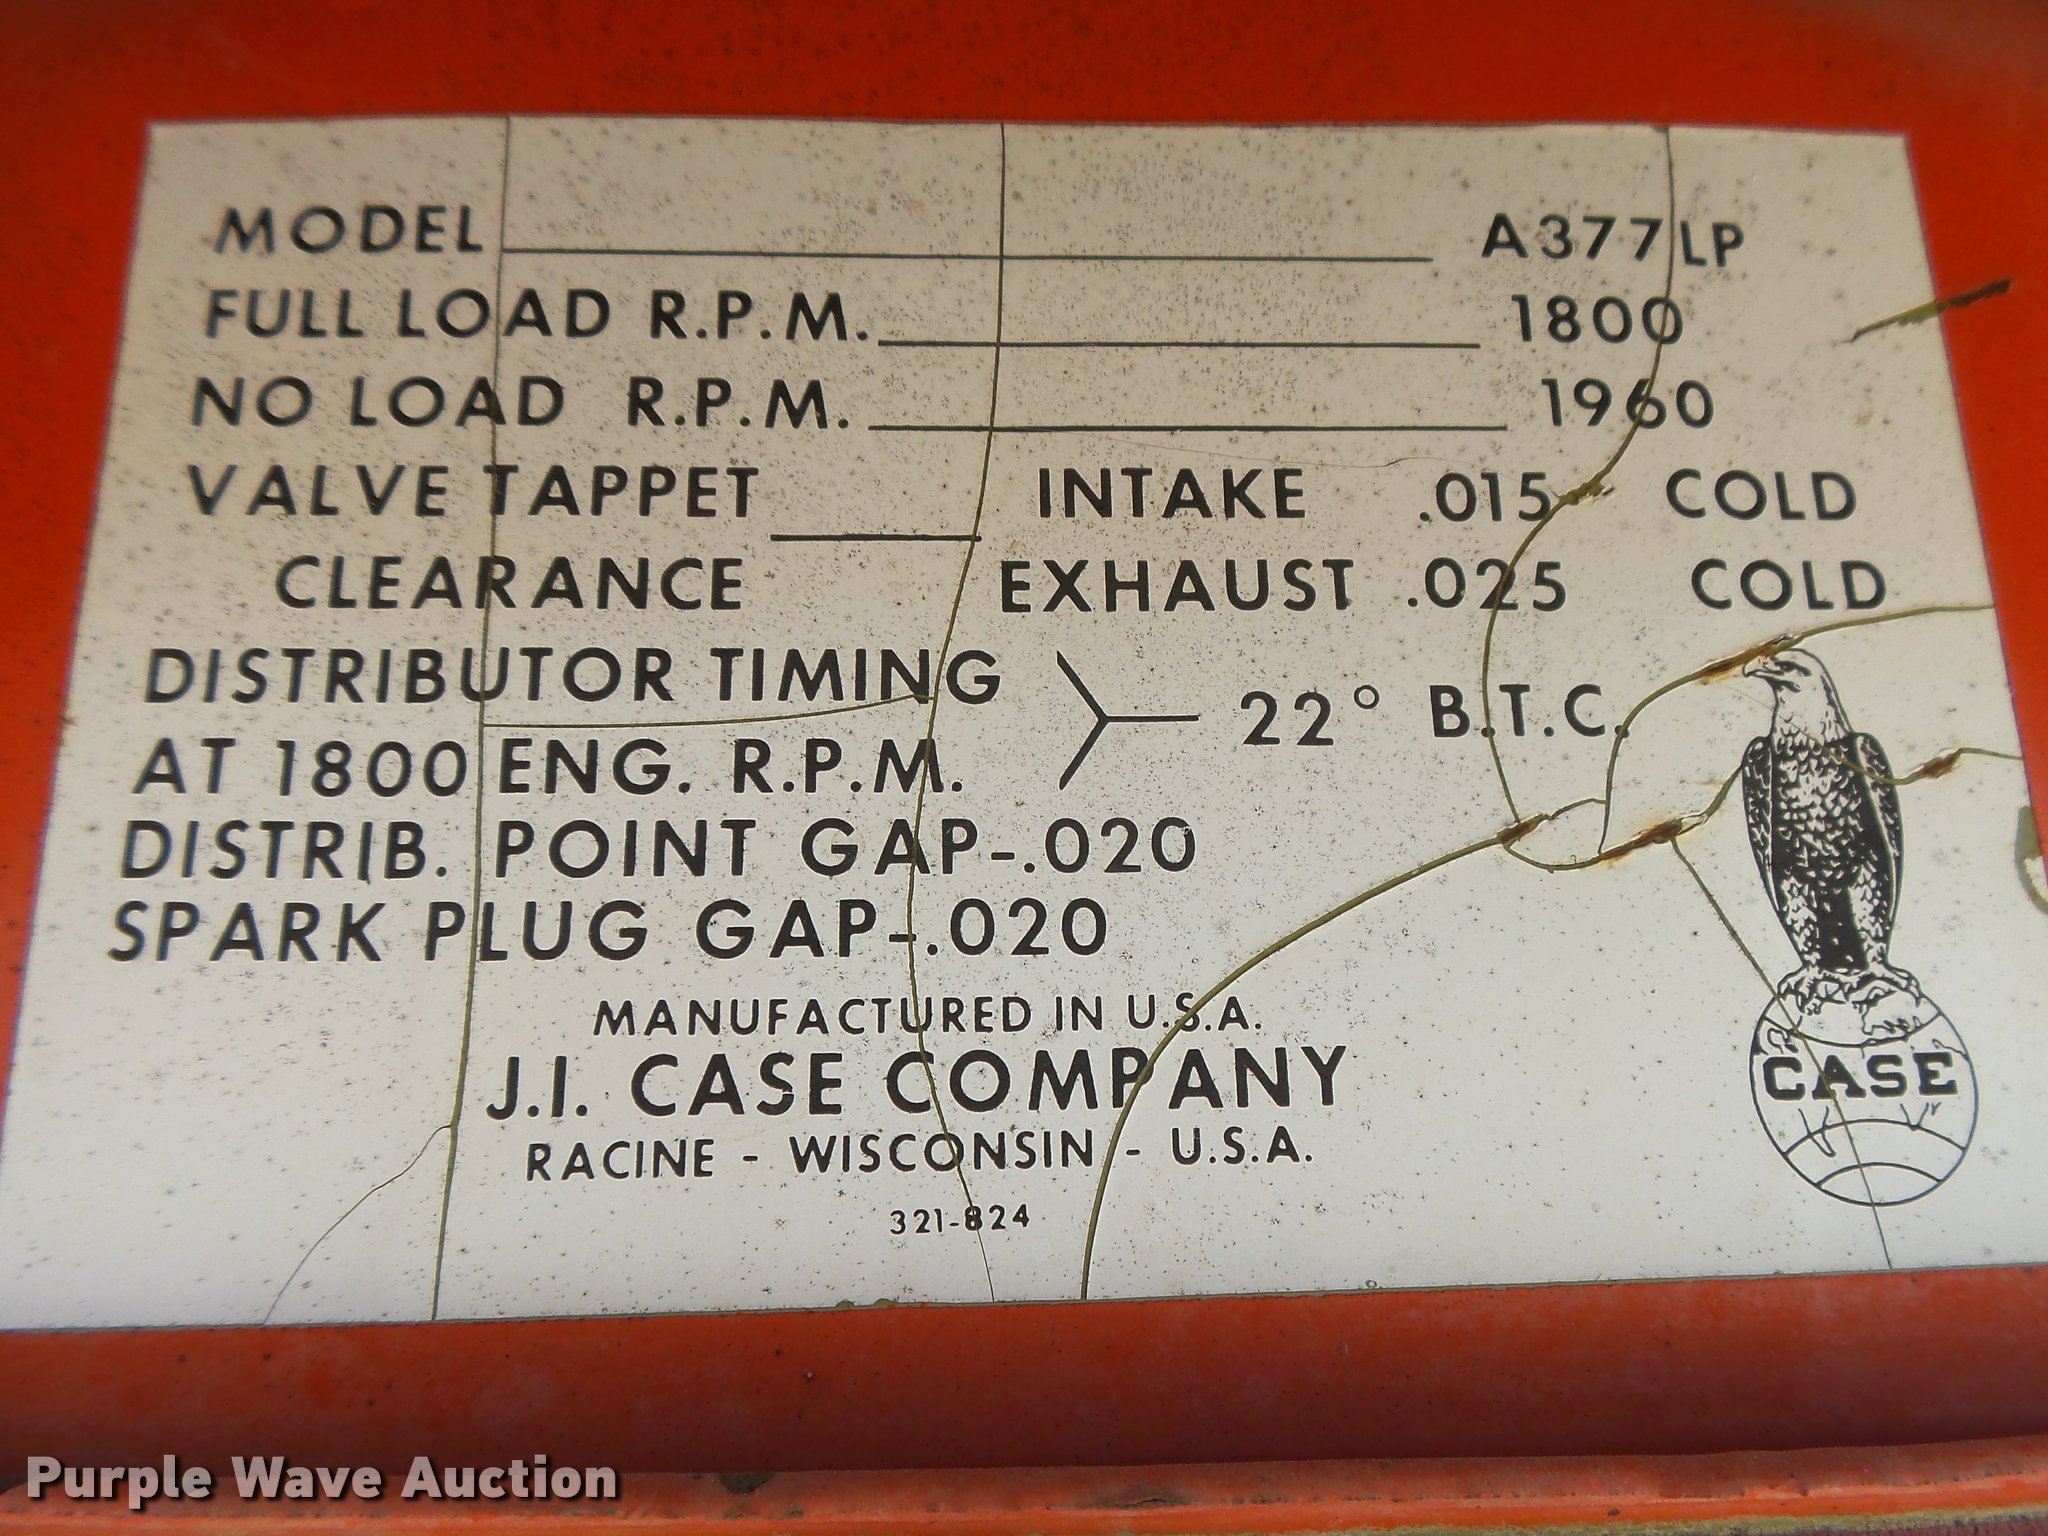 MODEL A377LP
FULL LOAD R.P.M. 1800
NO LOAD R.P.M. 1960
VALVE TAPPET INTAKE .015 COLD
CLEARANCE EXHAUST .025 COLD
DISTRIBUTOR TIMING
22° B.T.C.
AT 1800 ENG. R.P.M.
DISTRIB. POINT GAP-.020
SPARK PLUG GAP-.020
MANUFACTURED IN U.S.A.
J.I. CASE COMPANY
RACINE - WISCONSIN - U.S.A.
321-824
CASE
Purple Wave Auction